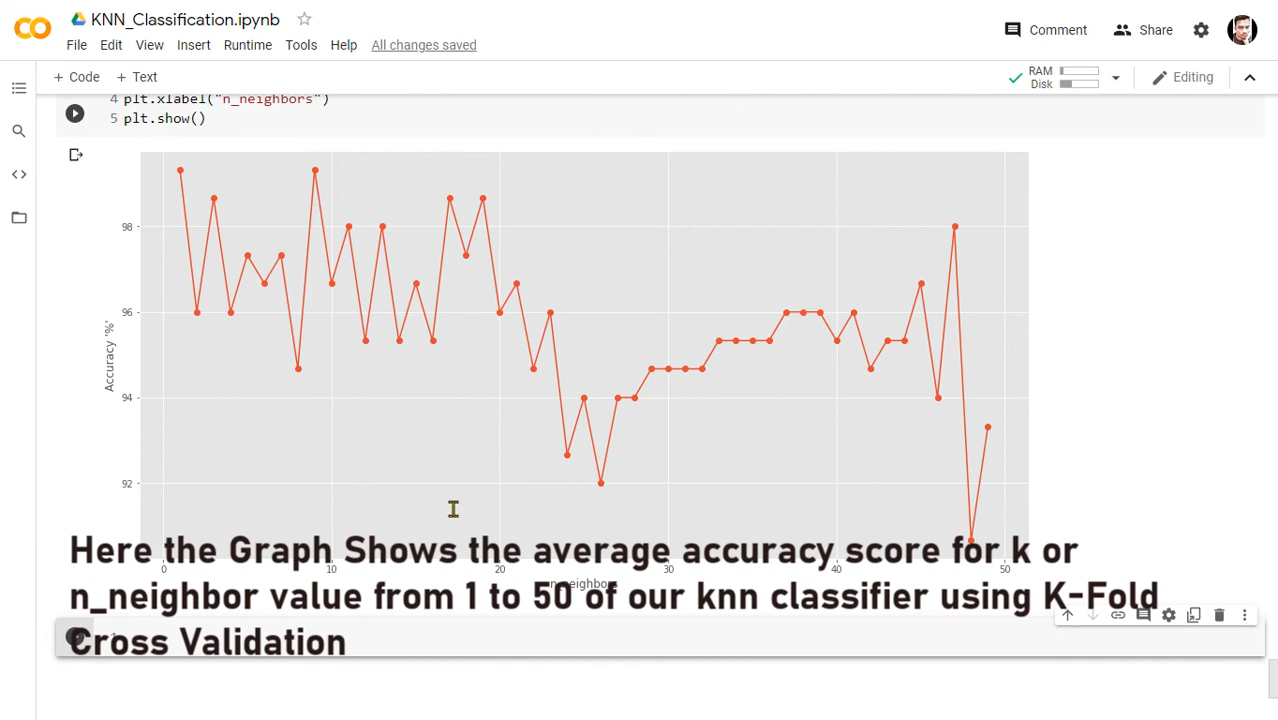 KNN_Classification.ipynb
Comment
Share
File Edit View Insert Runtime Tools Help All changes saved
+ Code + Text
RAM
Disk
Editing
4 plt.xlabel("n_neighbors")
5 plt.show()
98
96
94
92
Accuracy '%'
0 10 20 30 40 50
Here the Graph Shows the average accuracy score for k or
n_neighbor value from 1 to 50 of our knn classifier using K-Fold
Cross Validation